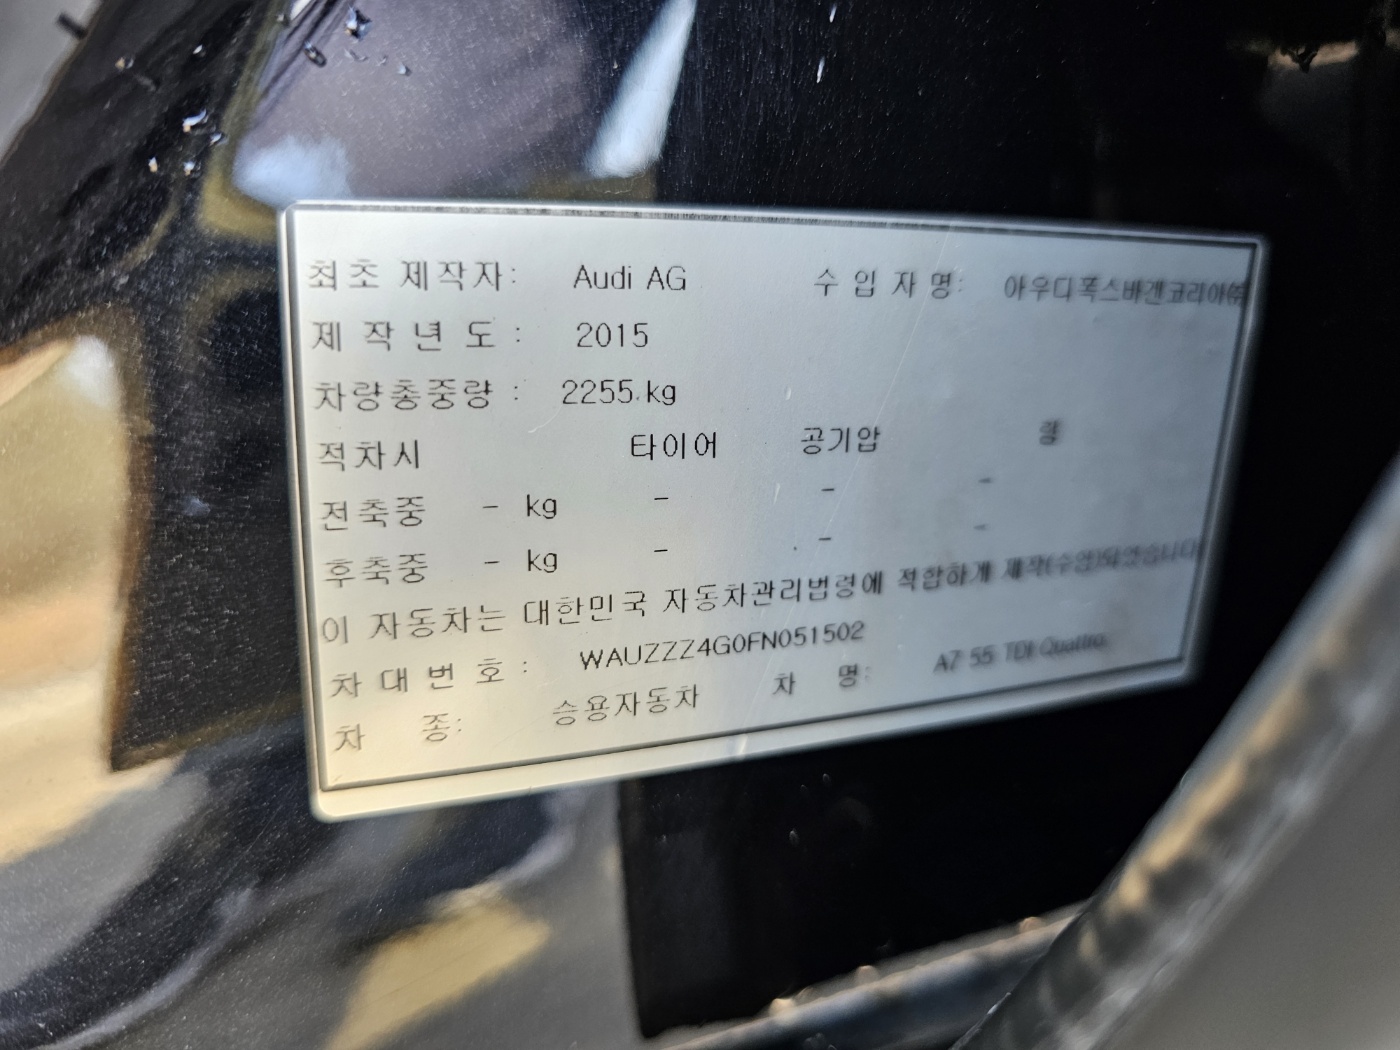 최초 제작자: Audi AG 수 입 자 명: 아우디폭스바겐코리아㈜
제 작 년 도 : 2015
차량총중량 : 2255.kg
적차시 타이어 공기압 량
전축중 - kg - - -
후축중 - kg - - -
이 자동차는 대한민국 자동차관리법령에 적합하게 제작(수입)되었습니다
차 대 번 호 : WAUZZZ4G0FN051502
차 종: 승용자동차 차 명: A7 55 TDI Quattro